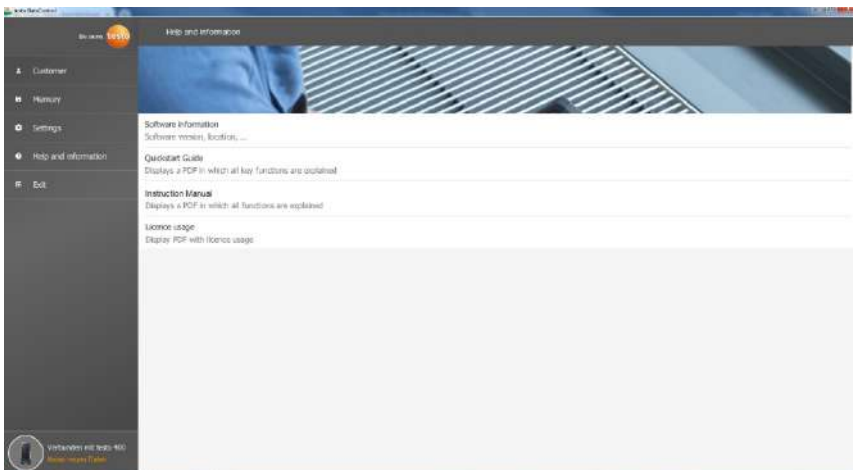 testo DataControl
Be sure. testo
Help and information
Customer
Memory
Settings
Help and information
Exit
Software information
Software version, location, ...
Quickstart Guide
Displays a PDF in which all key functions are explained
Instruction Manual
Displays a PDF in which all functions are explained
Licence usage
Display PDF with licence usage
Verbunden mit testo 400